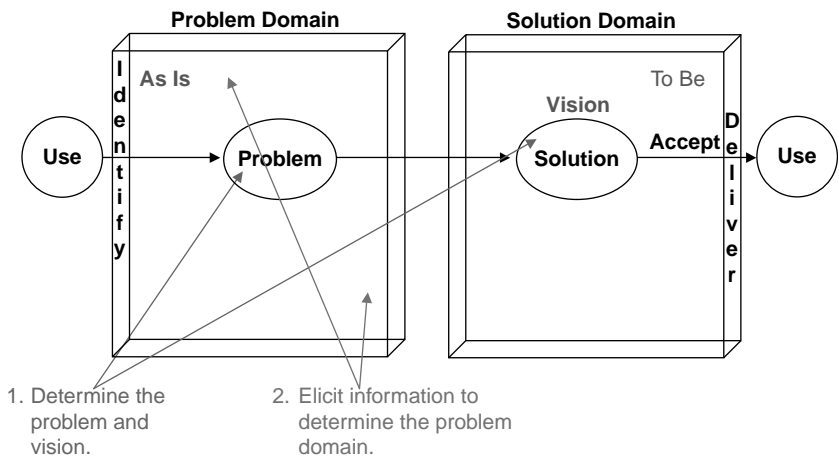 Problem Domain
Solution Domain
Identify
As Is
To Be
Vision
Use
Problem
Solution
Accept
Deliver
Use
1. Determine the
problem and
vision.
2. Elicit information to
determine the problem
domain.